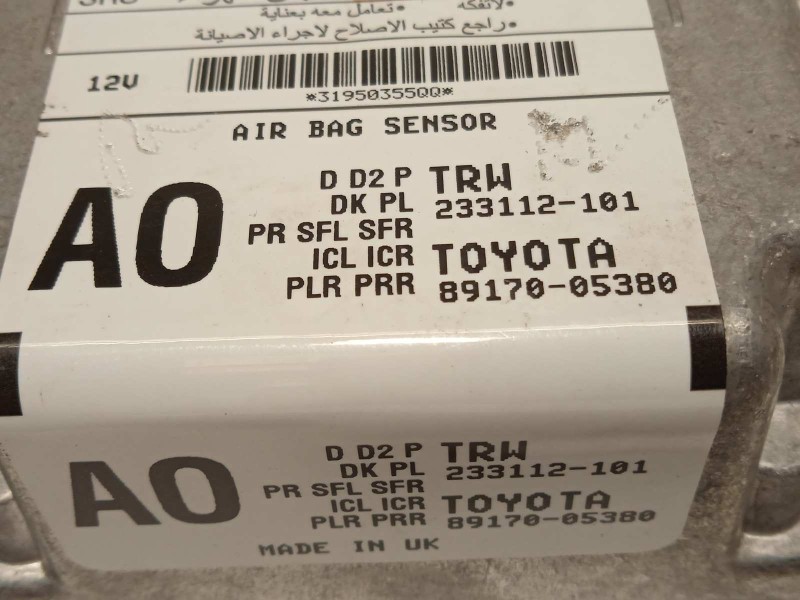 •لاتفكه •تعامل معه بعناية
•راجع كتيب الاصلاح لاجراء الاصيانة
12V
*31950355QQ*
AIR BAG SENSOR
AO
D D2 P TRW
DK PL 233112-101
PR SFL SFR
ICL ICR TOYOTA
PLR PRR 89170-05380
AO
D D2 P TRW
DK PL 233112-101
PR SFL SFR
ICL ICR TOYOTA
PLR PRR 89170-05380
MADE IN UK